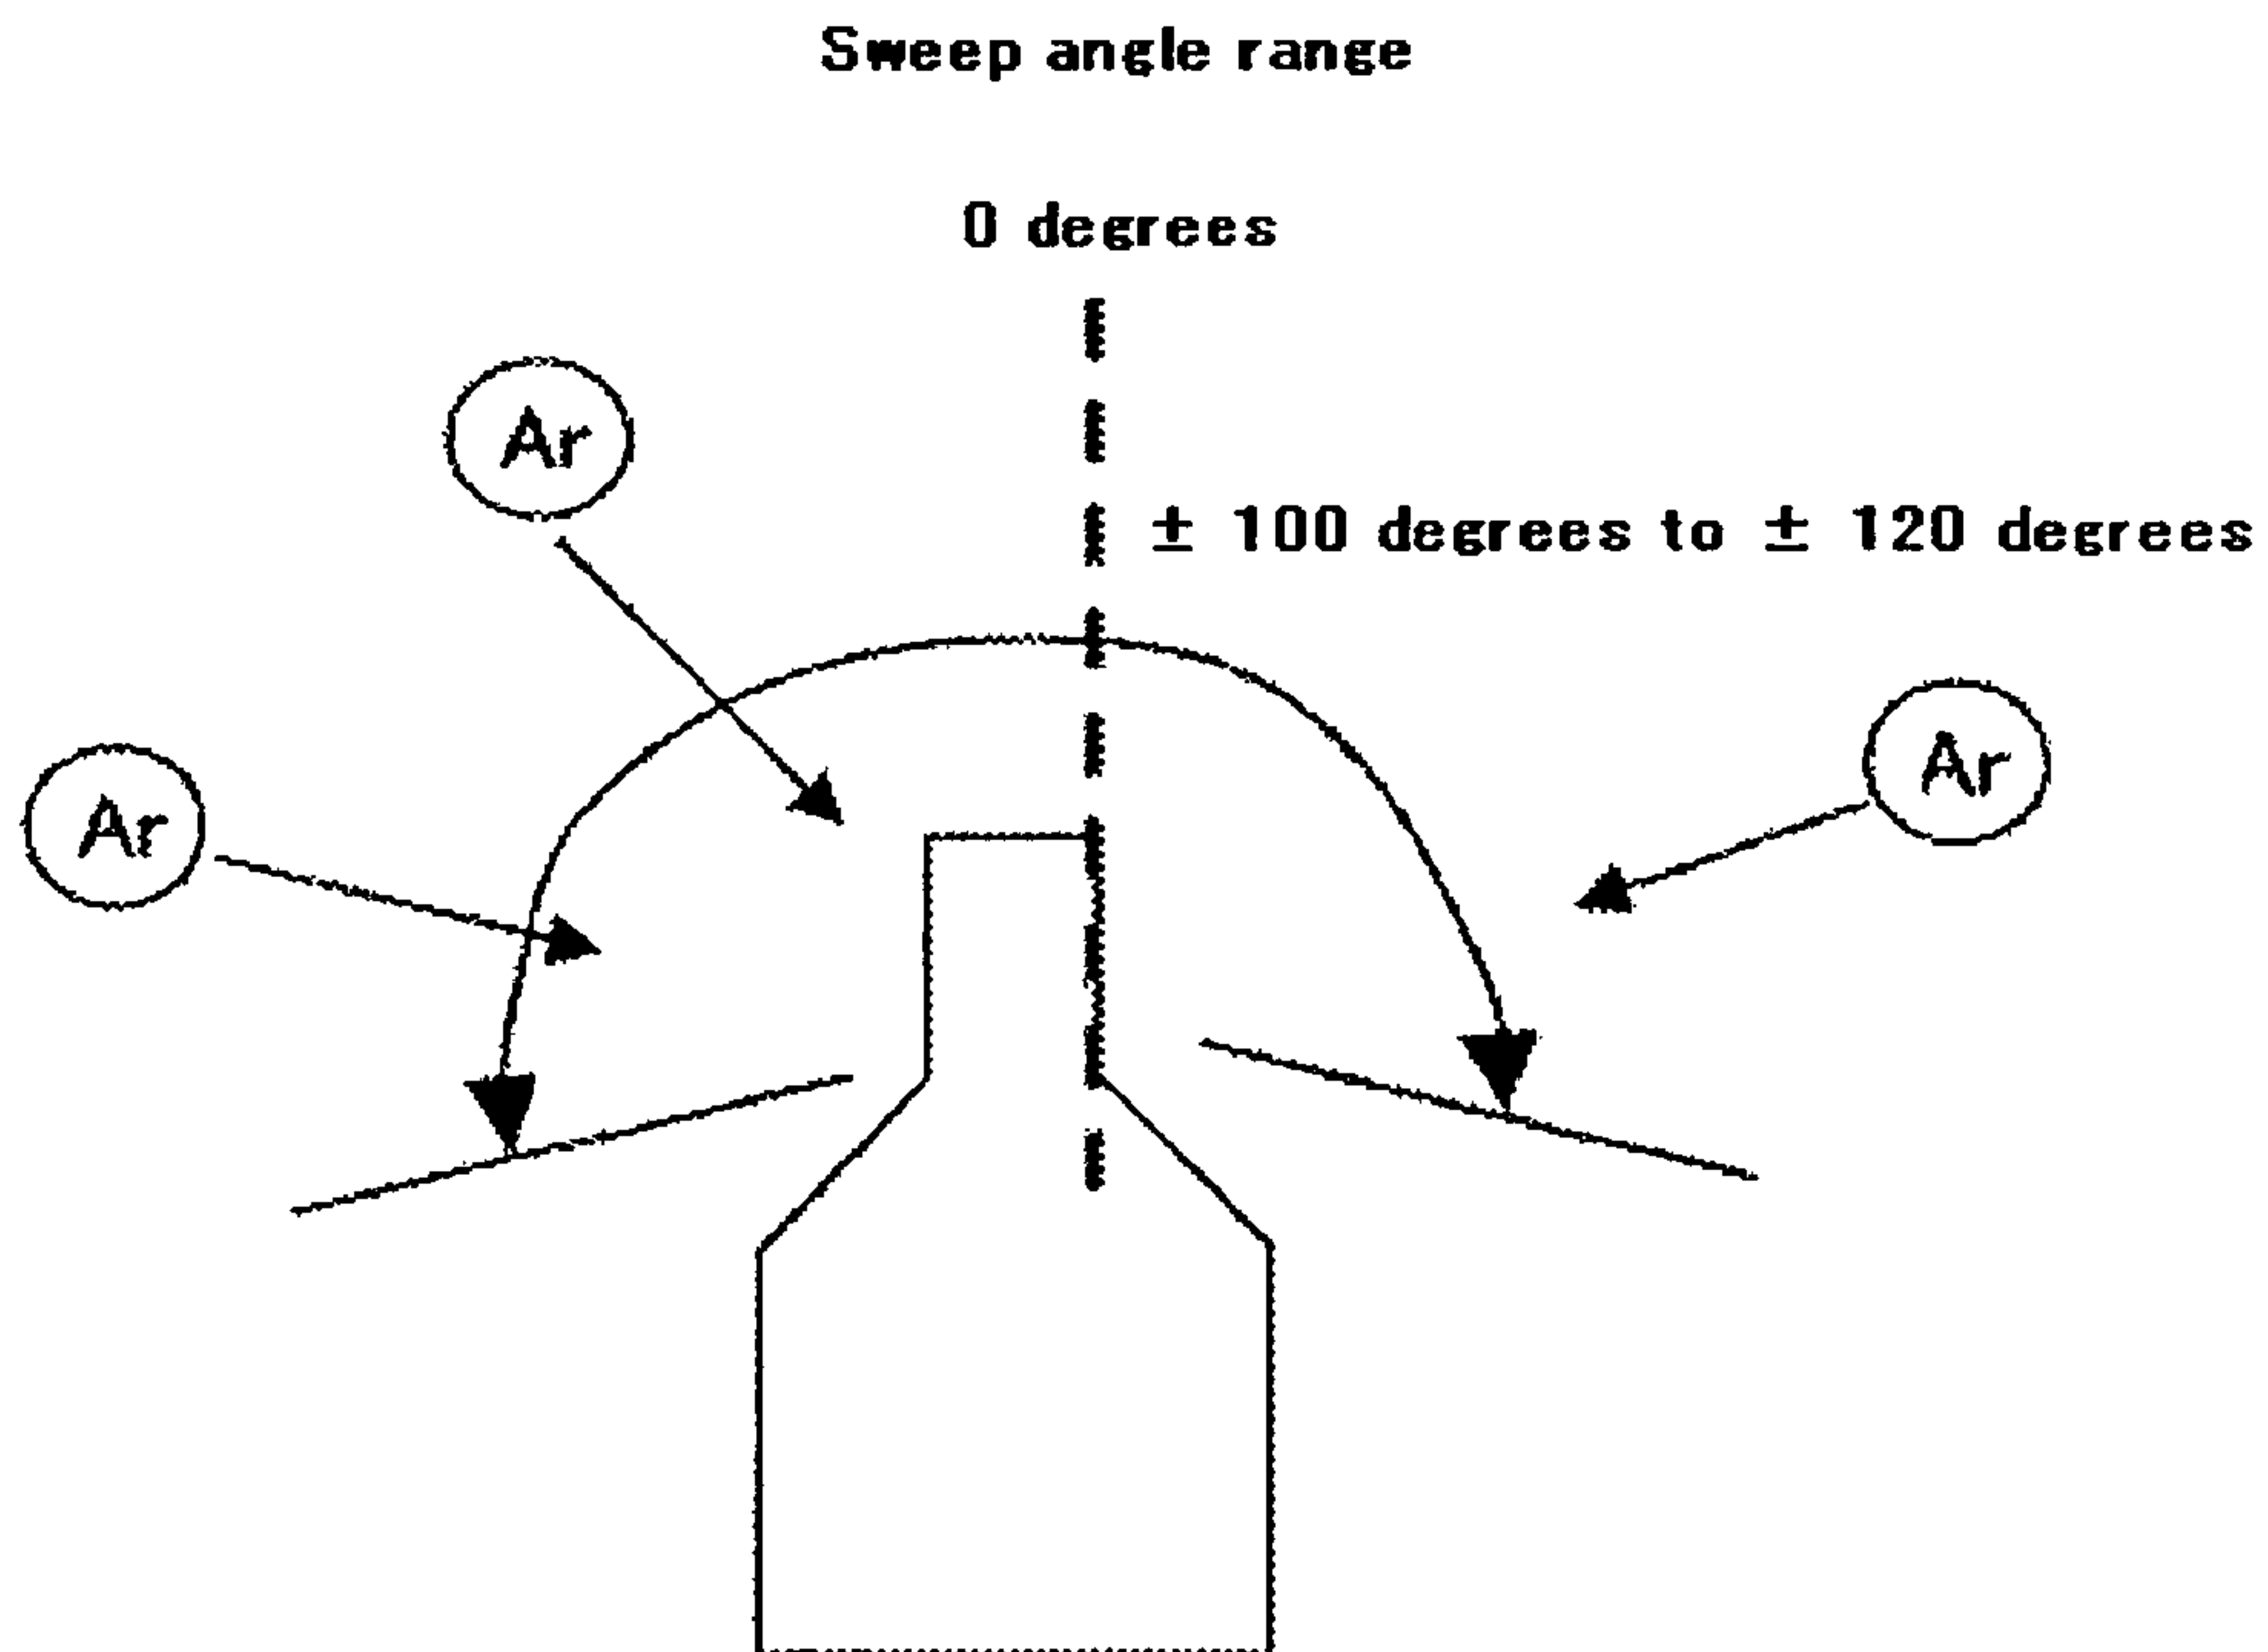 Sweep angle range
0 degrees
Ar
± 100 degrees to ± 120 degrees
Ar
Ar